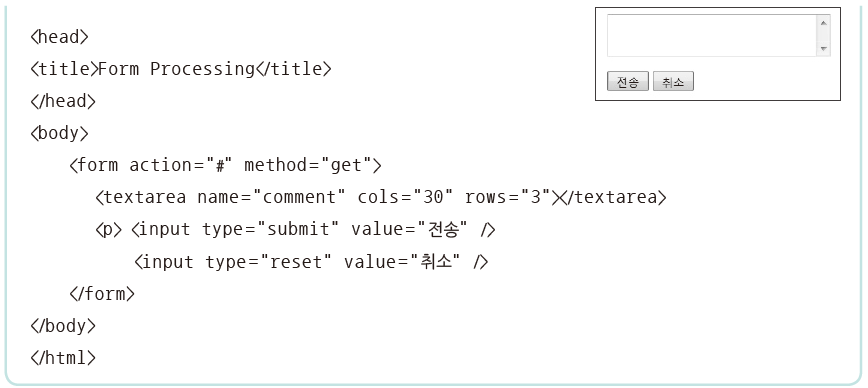 <head>
<title>Form Processing</title>
</head>
<body>
<form action="#" method="get">
<textarea name="comment" cols="30" rows="3"></textarea>
<p> <input type="submit" value="전송" />
<input type="reset" value="취소" />
</form>
</body>
</html>
전송 취소